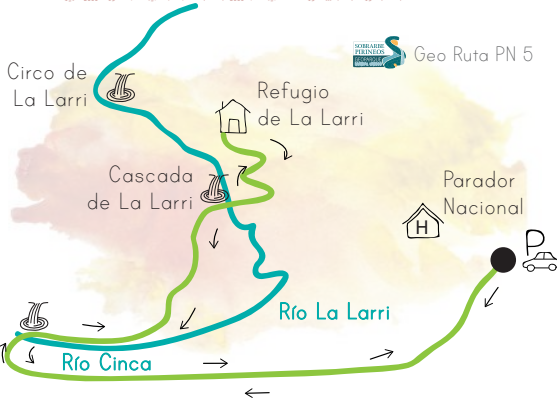 SOBRARBE
PIRINEOS
GEOPARQUE
Geo Ruta PN 5
Circo de
La Larri
Refugio
de La Larri
Cascada
de La Larri
Parador
Nacional
H
P
Río La Larri
Río Cinca